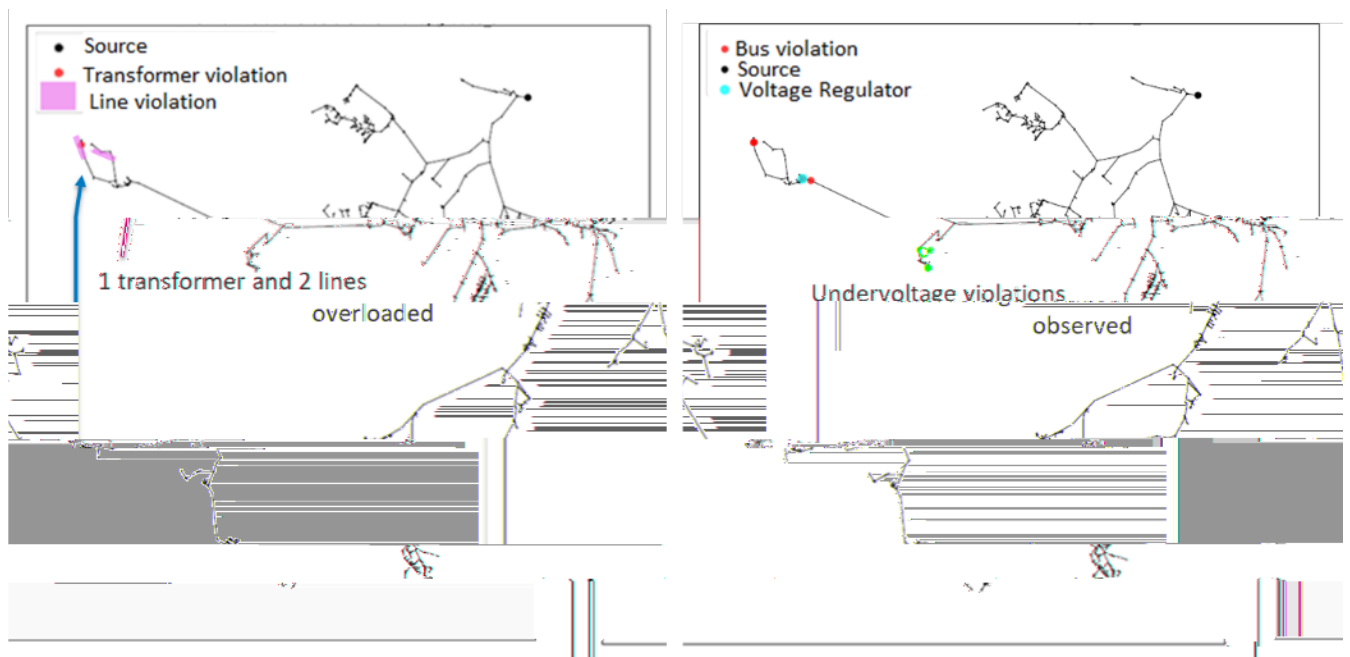 Source
Transformer violation
Line violation
1 transformer and 2 lines
overloaded
Bus violation
Source
Voltage Regulator
Undervoltage violations
observed